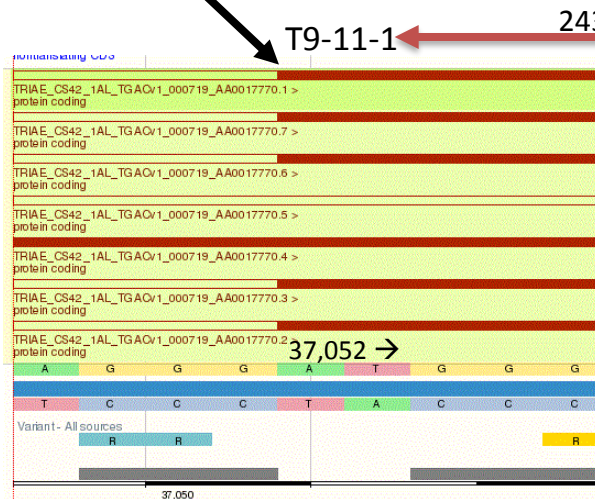 243
T9-11-1
nontranslating CDS
TRIAE_CS42_1AL_TGACv1_000719_AA0017770.1 >
protein coding
TRIAE_CS42_1AL_TGACv1_000719_AA0017770.7 >
protein coding
TRIAE_CS42_1AL_TGACv1_000719_AA0017770.6 >
protein coding
TRIAE_CS42_1AL_TGACv1_000719_AA0017770.5 >
protein coding
TRIAE_CS42_1AL_TGACv1_000719_AA0017770.4 >
protein coding
TRIAE_CS42_1AL_TGACv1_000719_AA0017770.3 >
protein coding
TRIAE_CS42_1AL_TGACv1_000719_AA0017770.2
protein coding
37,052 →
A G G G A T G G G
T C C C T A C C C
Variant - All sources
R R R
37.050